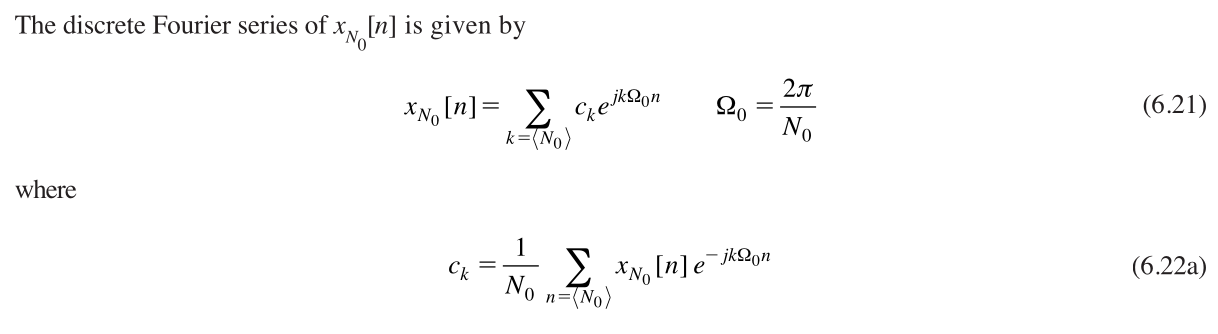 The discrete Fourier series of x_{N_0}[n] is given by
x_{N_0}[n] = \sum_{k=\langle N_0 \rangle} c_k e^{jk\Omega_0 n} \quad \Omega_0 = \frac{2\pi}{N_0} (6.21)
where
c_k = \frac{1}{N_0} \sum_{n=\langle N_0 \rangle} x_{N_0}[n] e^{-jk\Omega_0 n} (6.22a)